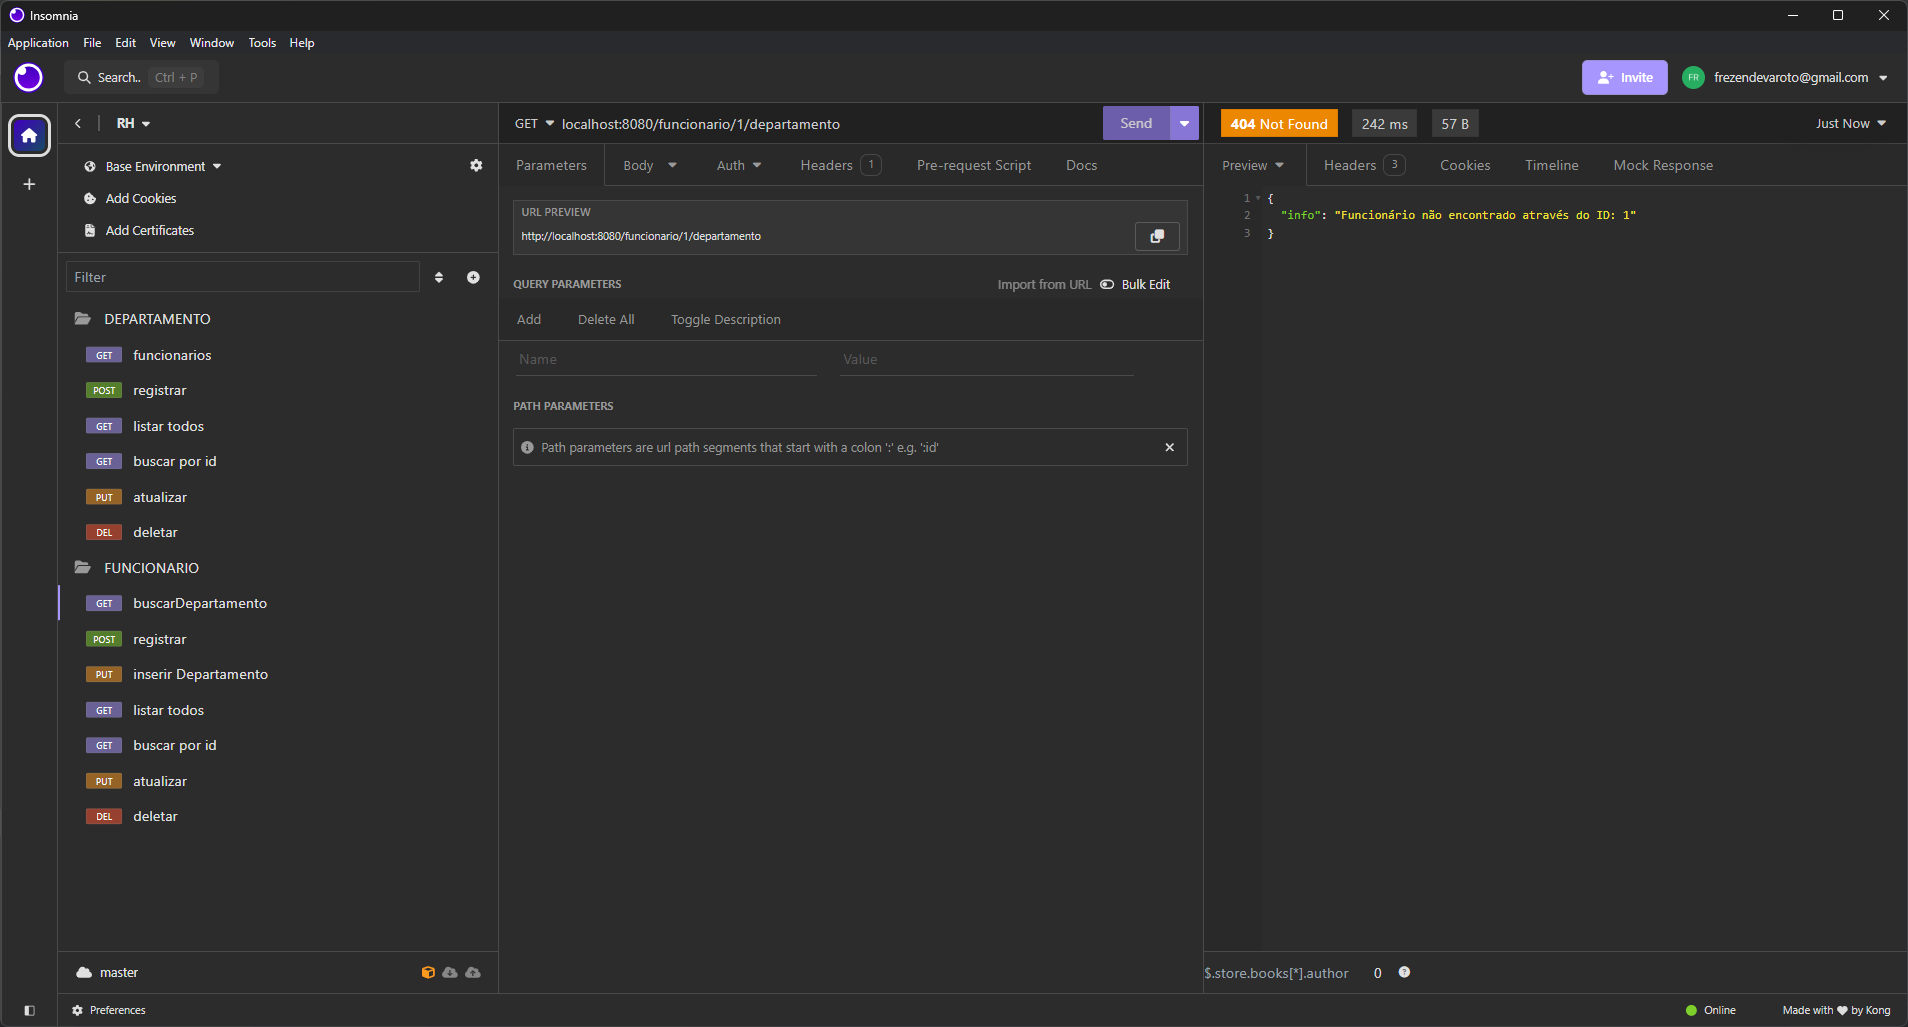 Insomnia
Application File Edit View Window Tools Help
Search.. Ctrl + P
Invite
FR frezendevaroto@gmail.com
RH
Base Environment
Add Cookies
Add Certificates
Filter
DEPARTAMENTO
GET funcionarios
POST registrar
GET listar todos
GET buscar por id
PUT atualizar
DEL deletar
FUNCIONARIO
GET buscarDepartamento
POST registrar
PUT inserir Departamento
GET listar todos
GET buscar por id
PUT atualizar
DEL deletar
master
GET localhost:8080/funcionario/1/departamento Send
Parameters Body Auth Headers 1 Pre-request Script Docs
URL PREVIEW
http://localhost:8080/funcionario/1/departamento
QUERY PARAMETERS Import from URL Bulk Edit
Add Delete All Toggle Description
Name Value
PATH PARAMETERS
Path parameters are url path segments that start with a colon ':' e.g. ':id'
404 Not Found 242 ms 57 B Just Now
Preview Headers 3 Cookies Timeline Mock Response
1 {
2 "info": "Funcionário não encontrado através do ID: 1"
3 }
$.store.books[*].author 0
Preferences
Online Made with by Kong